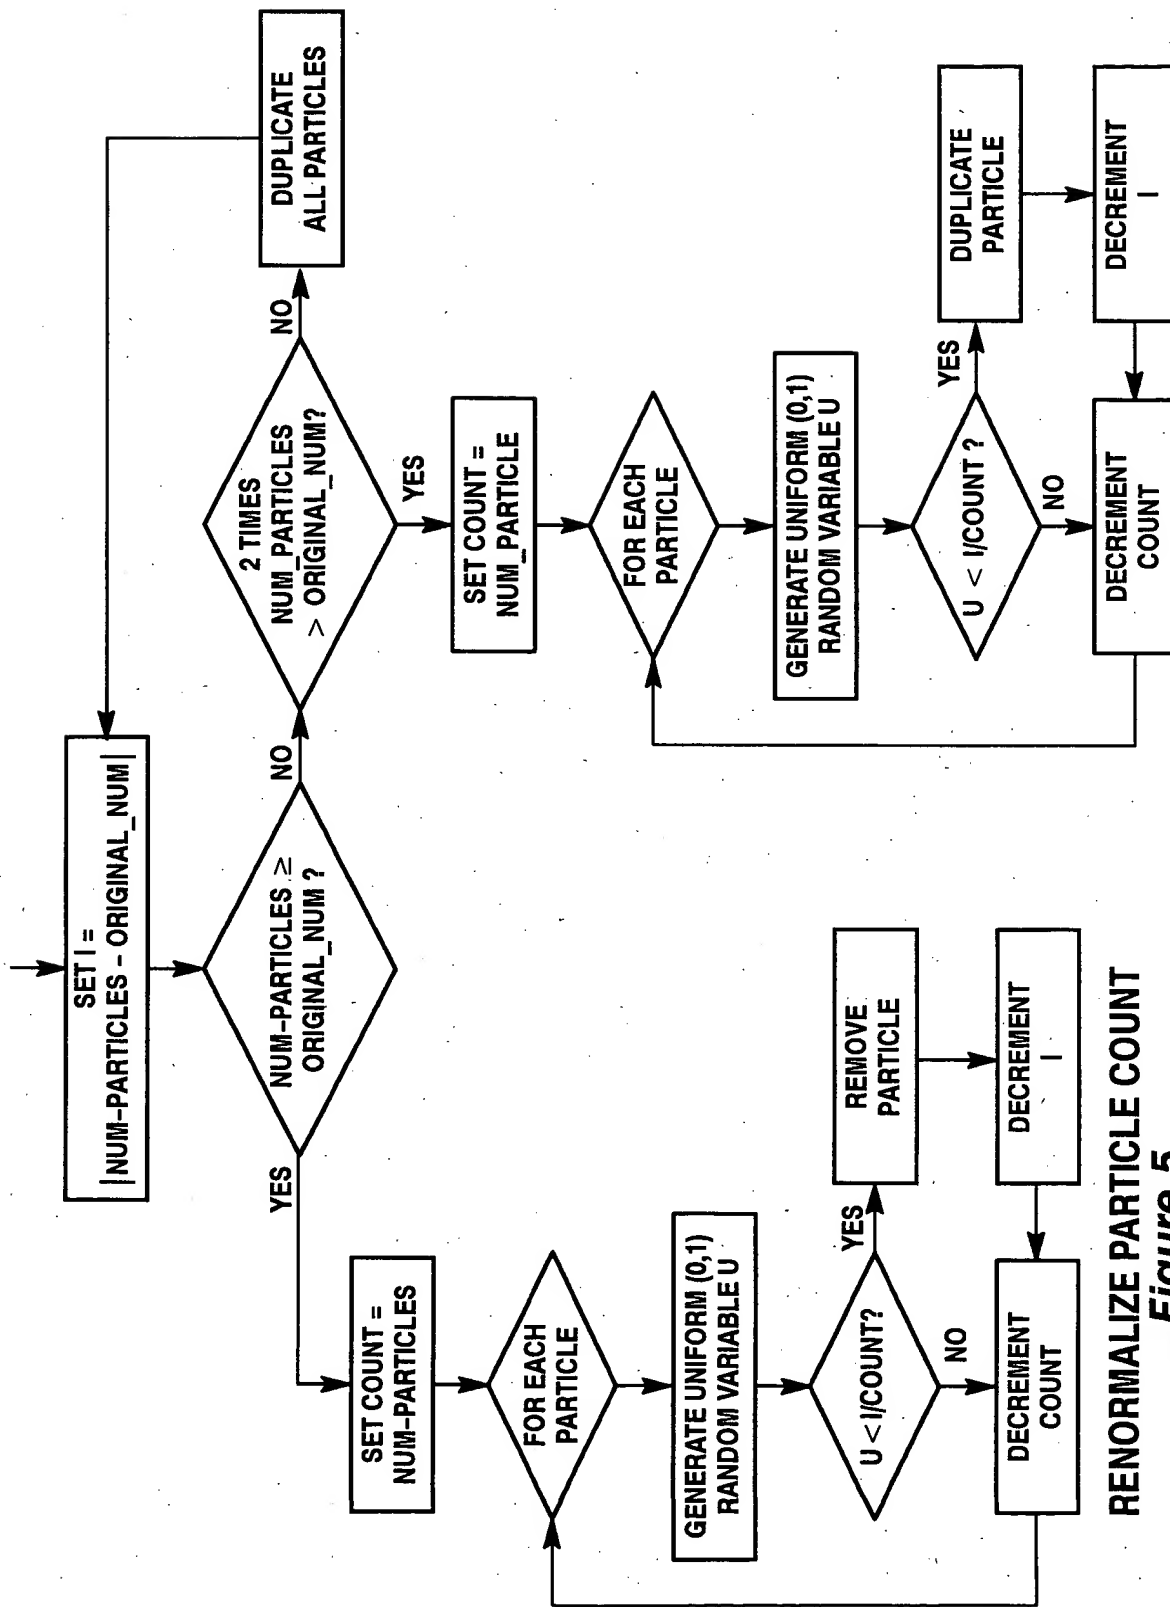 SET I =
|NUM-PARTICLES - ORIGINAL_NUM|
NUM-PARTICLES ≥
ORIGINAL_NUM ?
YES
NO
2 TIMES
NUM_PARTICLES
> ORIGINAL_NUM?
NO
DUPLICATE
ALL PARTICLES
YES
SET COUNT =
NUM-PARTICLES
FOR EACH
PARTICLE
GENERATE UNIFORM (0,1)
RANDOM VARIABLE U
U < I/COUNT?
YES
REMOVE
PARTICLE
DECREMENT
I
NO
DECREMENT
COUNT
SET COUNT =
NUM_PARTICLE
FOR EACH
PARTICLE
GENERATE UNIFORM (0,1)
RANDOM VARIABLE U
U < I/COUNT ?
YES
DUPLICATE
PARTICLE
DECREMENT
I
NO
DECREMENT
COUNT
RENORMALIZE PARTICLE COUNT
Figure 5